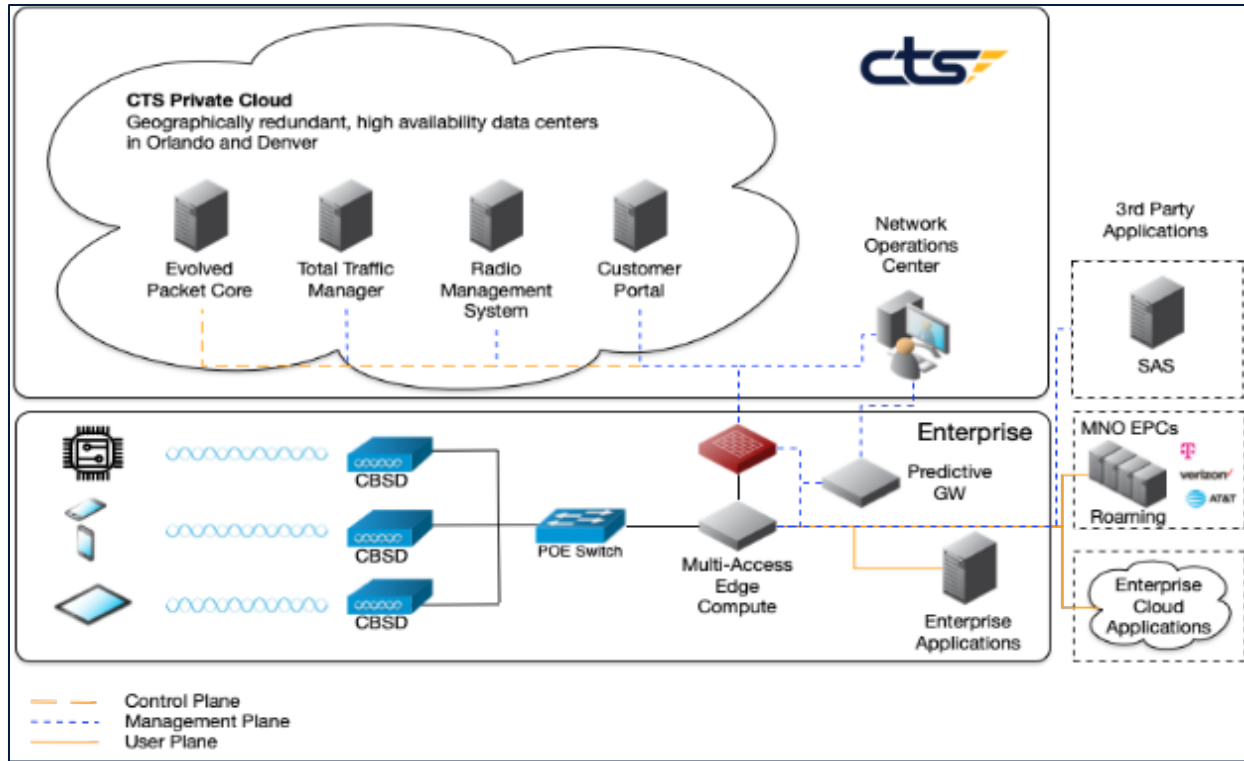 cts
CTS Private Cloud
Geographically redundant, high availability data centers
in Orlando and Denver
Evolved
Packet Core
Total Traffic
Manager
Radio
Management
System
Customer
Portal
Network
Operations
Center
3rd Party
Applications
SAS
Enterprise
CBSD
CBSD
CBSD
POE Switch
Multi-Access
Edge
Compute
Predictive
GW
Enterprise
Applications
MNO EPCs
T
verizon
AT&T
Roaming
Enterprise
Cloud
Applications
Control Plane
Management Plane
User Plane